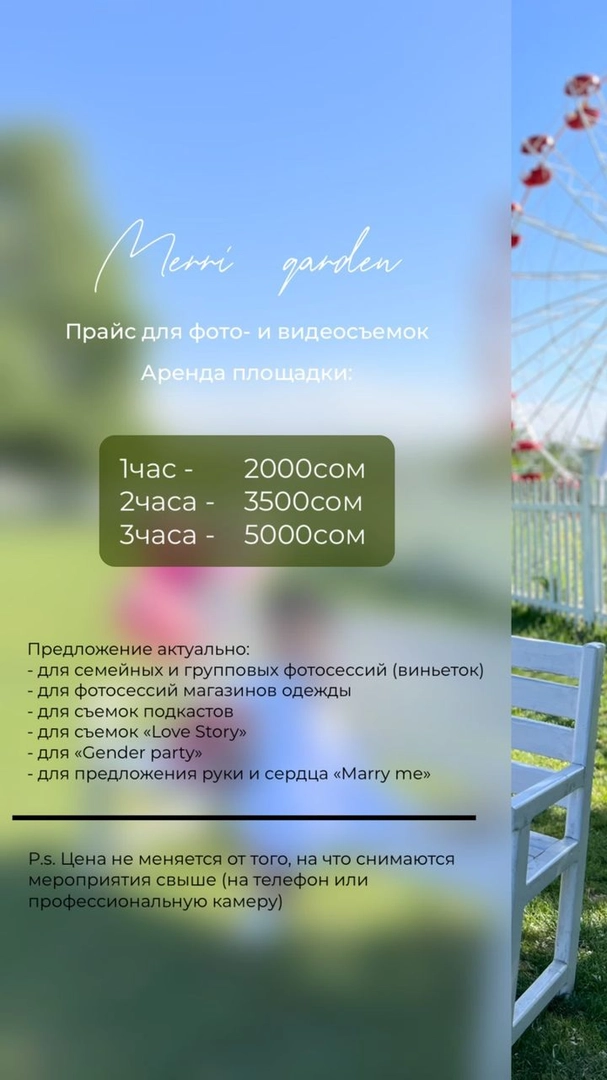 Merri garden
Прайс для фото- и видеосъемок
Аренда площадки:
1час - 2000сом
2часа - 3500сом
3часа - 5000сом
Предложение актуально:
- для семейных и групповых фотосессий (виньеток)
- для фотосессий магазинов одежды
- для съемок подкастов
- для съемок «Love Story»
- для «Gender party»
- для предложения руки и сердца «Marry me»
P.s. Цена не меняется от того, на что снимаются
мероприятия свыше (на телефон или
профессиональную камеру)